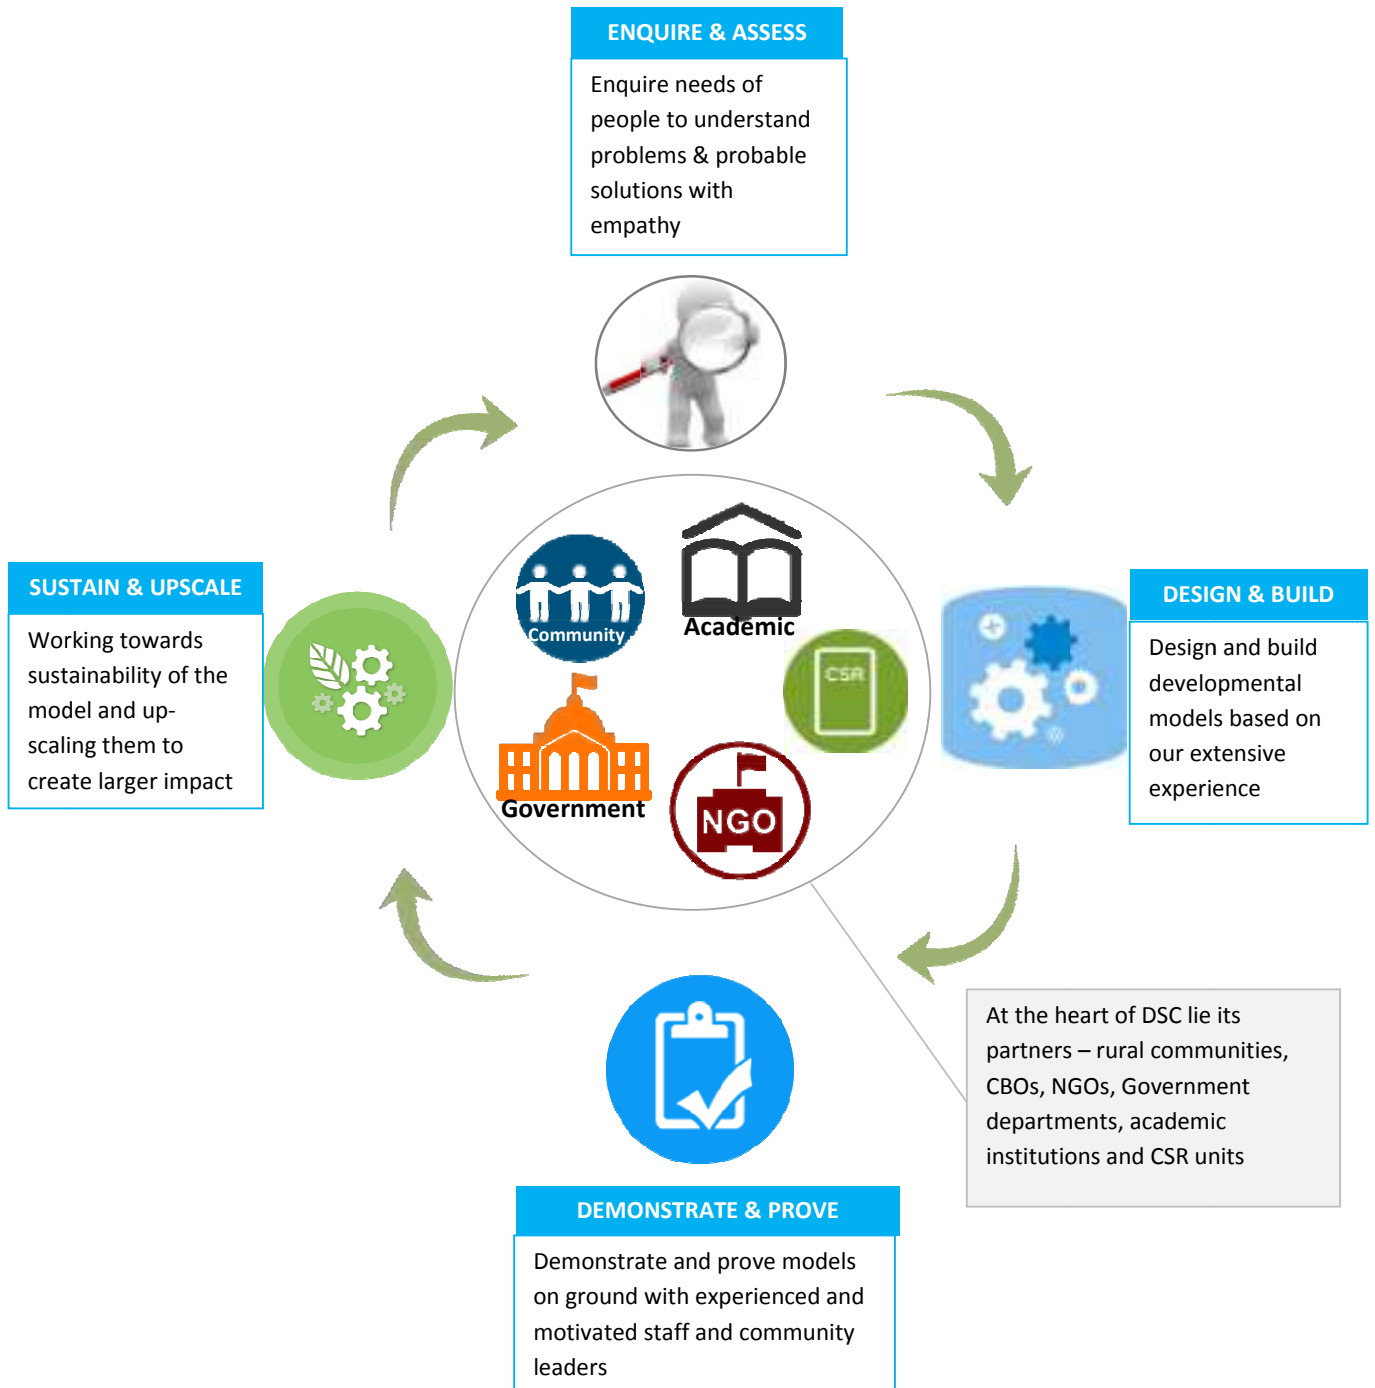 ENQUIRE & ASSESS
Enquire needs of
people to understand
problems & probable
solutions with
empathy
Community
Academic
CSR
Government
NGO
SUSTAIN & UPSCALE
Working towards
sustainability of the
model and up-
scaling them to
create larger impact
DESIGN & BUILD
Design and build
developmental
models based on
our extensive
experience
At the heart of DSC lie its
partners – rural communities,
CBOs, NGOs, Government
departments, academic
institutions and CSR units
DEMONSTRATE & PROVE
Demonstrate and prove models
on ground with experienced and
motivated staff and community
leaders